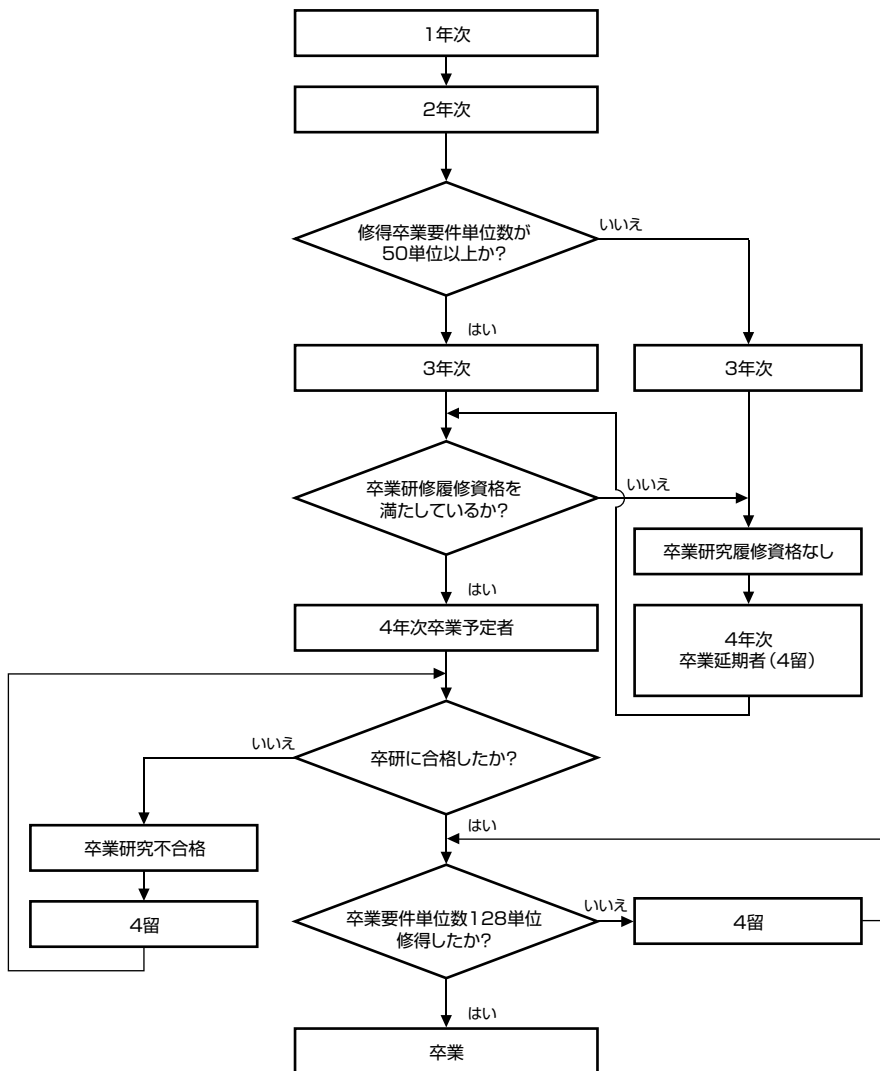 1年次
2年次
修得卒業要件単位数が
50単位以上か?
いいえ
はい
3年次
3年次
卒業研修履修資格を
満たしているか?
いいえ
卒業研究履修資格なし
はい
4年次卒業予定者
4年次
卒業延期者(4留)
いいえ
卒研に合格したか?
はい
卒業研究不合格
4留
卒業要件単位数128単位
修得したか?
いいえ
4留
はい
卒業